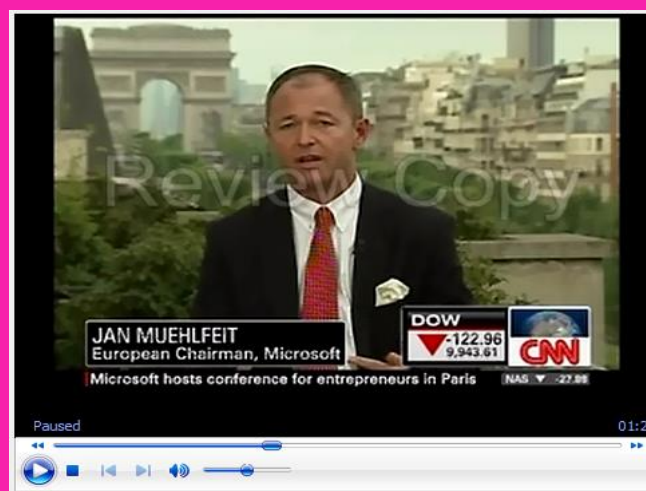 Review Copy
JAN MUEHLFEIT
European Chairman, Microsoft
DOW
-122.96
9,943.61
CNN
Microsoft hosts conference for entrepreneurs in Paris
NAS ▼ -27.88
Paused
01:2